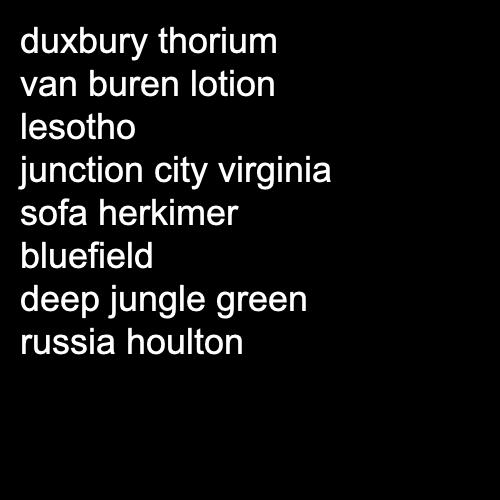 duxbury thorium
van buren lotion
lesotho
junction city virginia
sofa herkimer
bluefield
deep jungle green
russia houlton